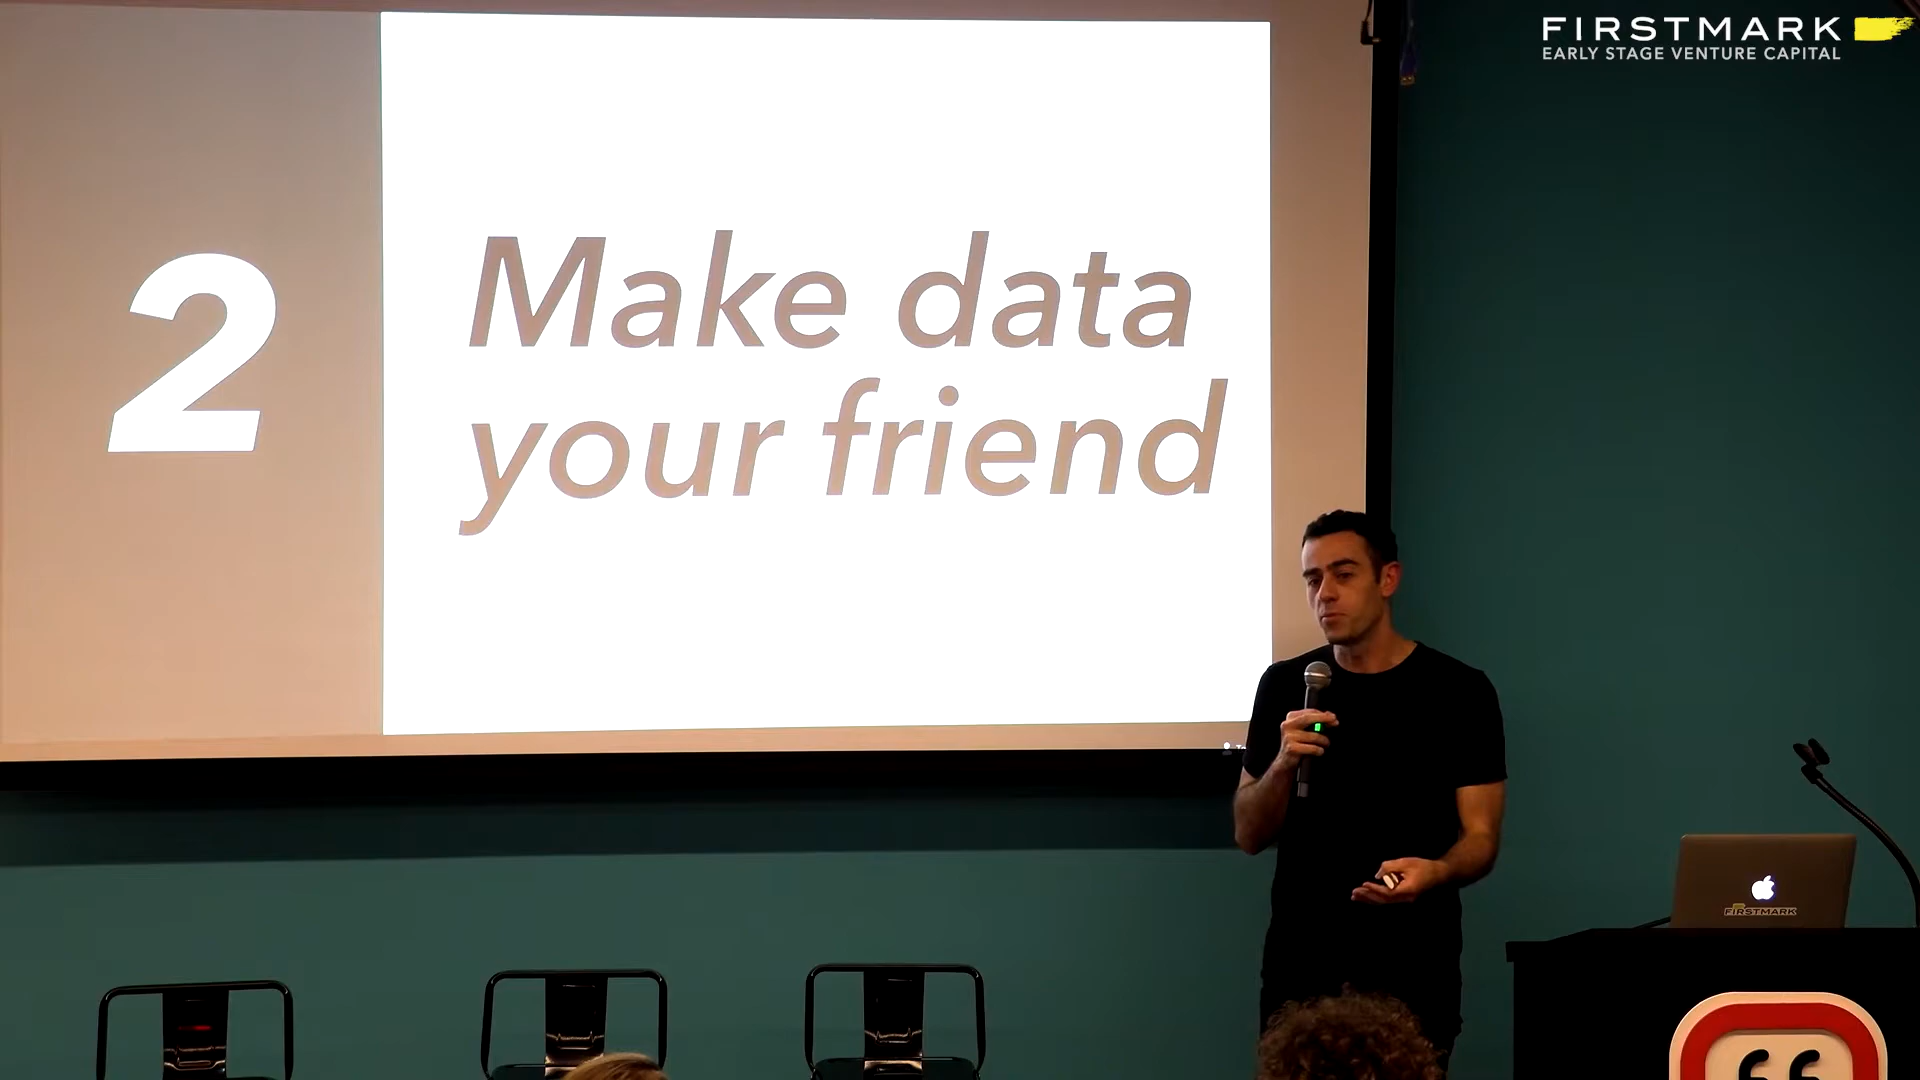 FIRSTMARK
EARLY STAGE VENTURE CAPITAL
2
Make data
your friend
FIRSTMARK